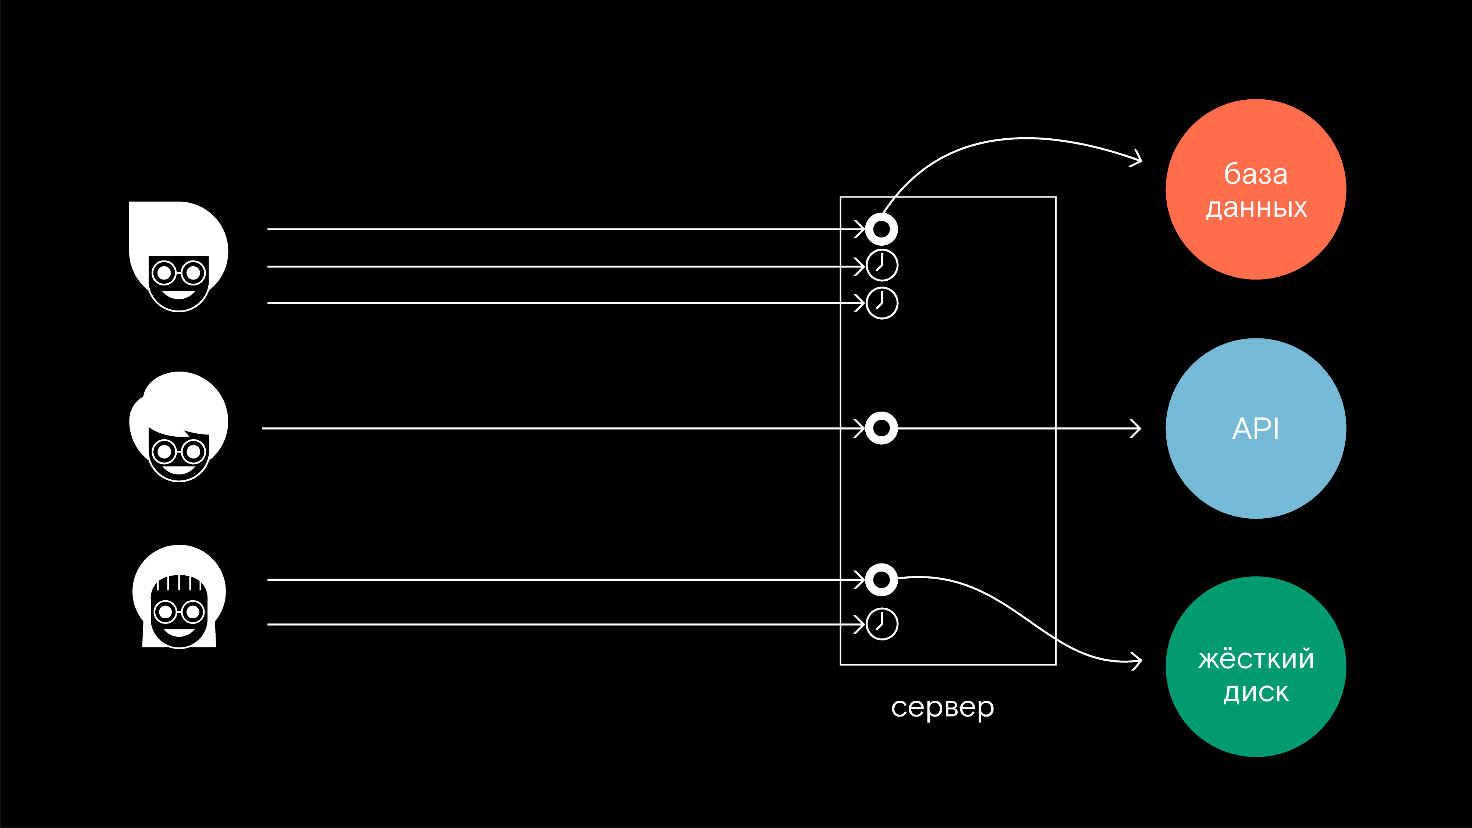 база
данных
API
жёсткий
диск
сервер